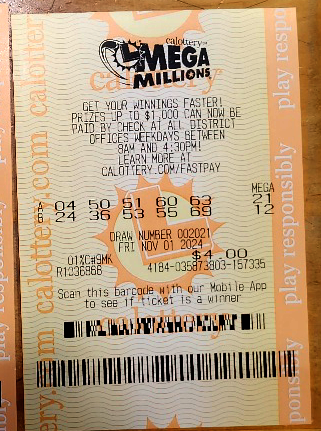 calottery
MEGA
MILLIONS
GET YOUR WINNINGS FASTER!
PRIZES UP TO $1,000 CAN NOW BE
PAID BY CHECK AT ALL DISTRICT
OFFICES WEEKDAYS BETWEEN
8AM AND 4:30PM!
LEARN MORE AT
CALOTTERY.COM/FASTPAY
MEGA
A 04 50 51 60 63 21
B 24 36 53 55 69 12
DRAW NUMBER 002021
FRI NOV 01 2024
$4.00
R1036866 4184-035873803-157335
Scan this barcode with our Mobile App
to see if ticket is a winner
calottery.com
play responsibly